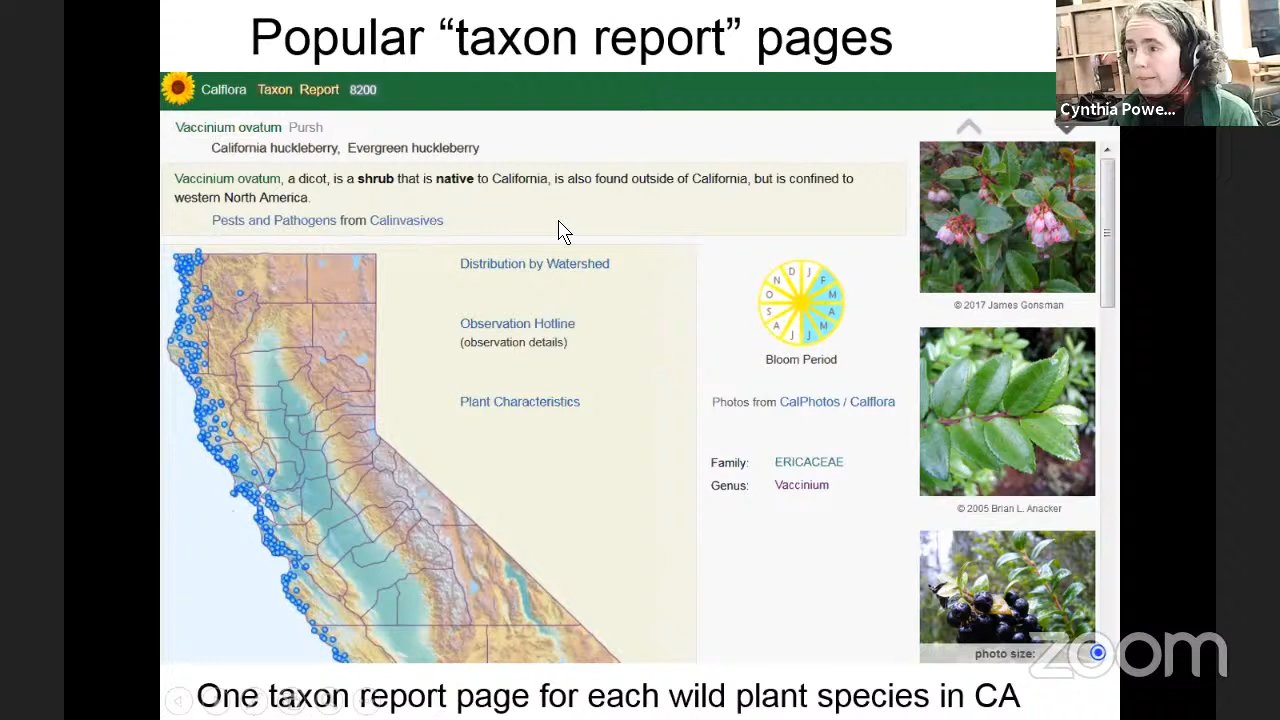 Popular “taxon report” pages
Cynthia Powe...
Calflora Taxon Report 8200
Vaccinium ovatum Pursh
California huckleberry, Evergreen huckleberry
Vaccinium ovatum, a dicot, is a shrub that is native to California, is also found outside of California, but is confined to
western North America.
Pests and Pathogens from Calinvasives
Distribution by Watershed
Observation Hotline
(observation details)
Plant Characteristics
D J F M A M J J A S O N
Bloom Period
Photos from CalPhotos / Calflora
Family: ERICACEAE
Genus: Vaccinium
© 2017 James Gonsman
© 2005 Brian L. Anacker
photo size:
zoom
One taxon report page for each wild plant species in CA